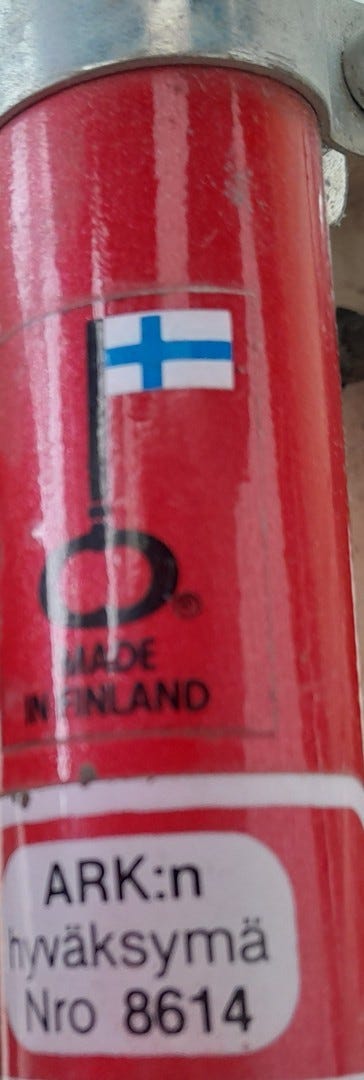 ®
MADE
IN FINLAND
ARK:n
hyväksymä
Nro 8614